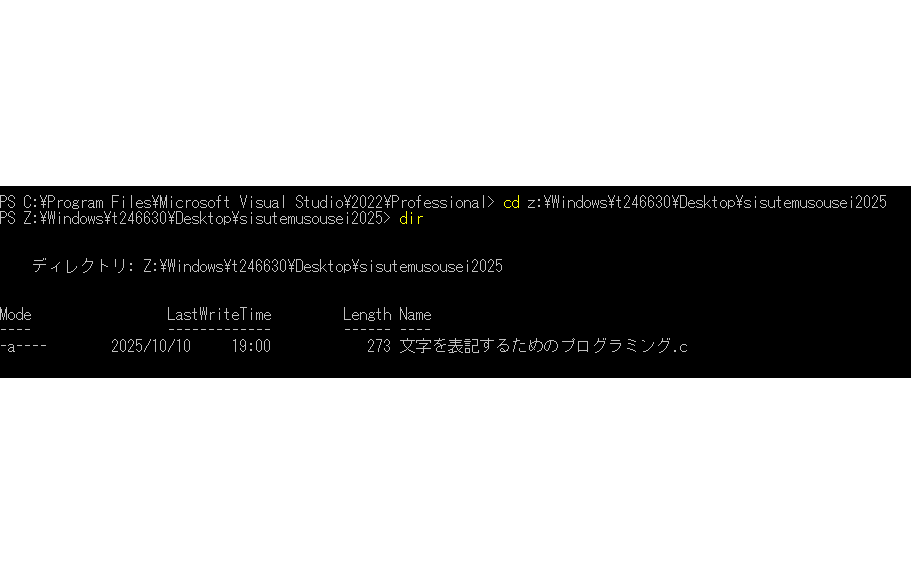 PS C:¥Program Files¥Microsoft Visual Studio¥2022¥Professional> cd z:¥Windows¥t246630¥Desktop¥sisutemusousei2025
PS Z:¥Windows¥t246630¥Desktop¥sisutemusousei2025> dir
ディレクトリ: Z:¥Windows¥t246630¥Desktop¥sisutemusousei2025
Mode                 LastWriteTime         Length Name
----                 -------------         ------ ----
-a----        2025/10/10     19:00            273 文字を表記するためのプログラミング.c